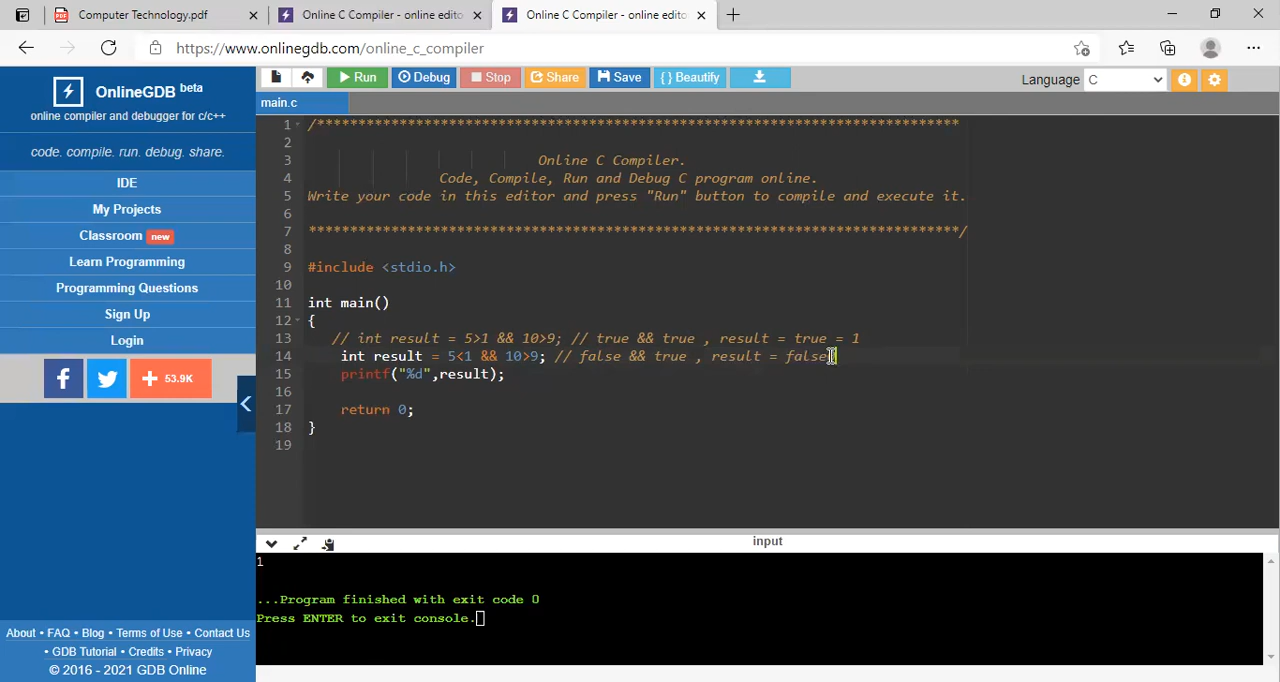 Computer Technology.pdf
Online C Compiler - online edito
Online C Compiler - online edito
https://www.onlinegdb.com/online_c_compiler
OnlineGDB beta
online compiler and debugger for c/c++
code. compile. run. debug. share.
IDE
My Projects
Classroom new
Learn Programming
Programming Questions
Sign Up
Login
53.9K
About • FAQ • Blog • Terms of Use • Contact Us
• GDB Tutorial • Credits • Privacy
© 2016 - 2021 GDB Online
Run Debug Stop Share Save { } Beautify Language C
main.c
1 /******************************************************************************
2
3 Online C Compiler.
4 Code, Compile, Run and Debug C program online.
5 Write your code in this editor and press "Run" button to compile and execute it.
6
7 *******************************************************************************/
8
9 #include <stdio.h>
10
11 int main()
12 {
13 // int result = 5>1 && 10>9; // true && true , result = true = 1
14 int result = 5<1 && 10>9; // false && true , result = false
15 printf("%d",result);
16
17 return 0;
18 }
19
input
1
...Program finished with exit code 0
Press ENTER to exit console.